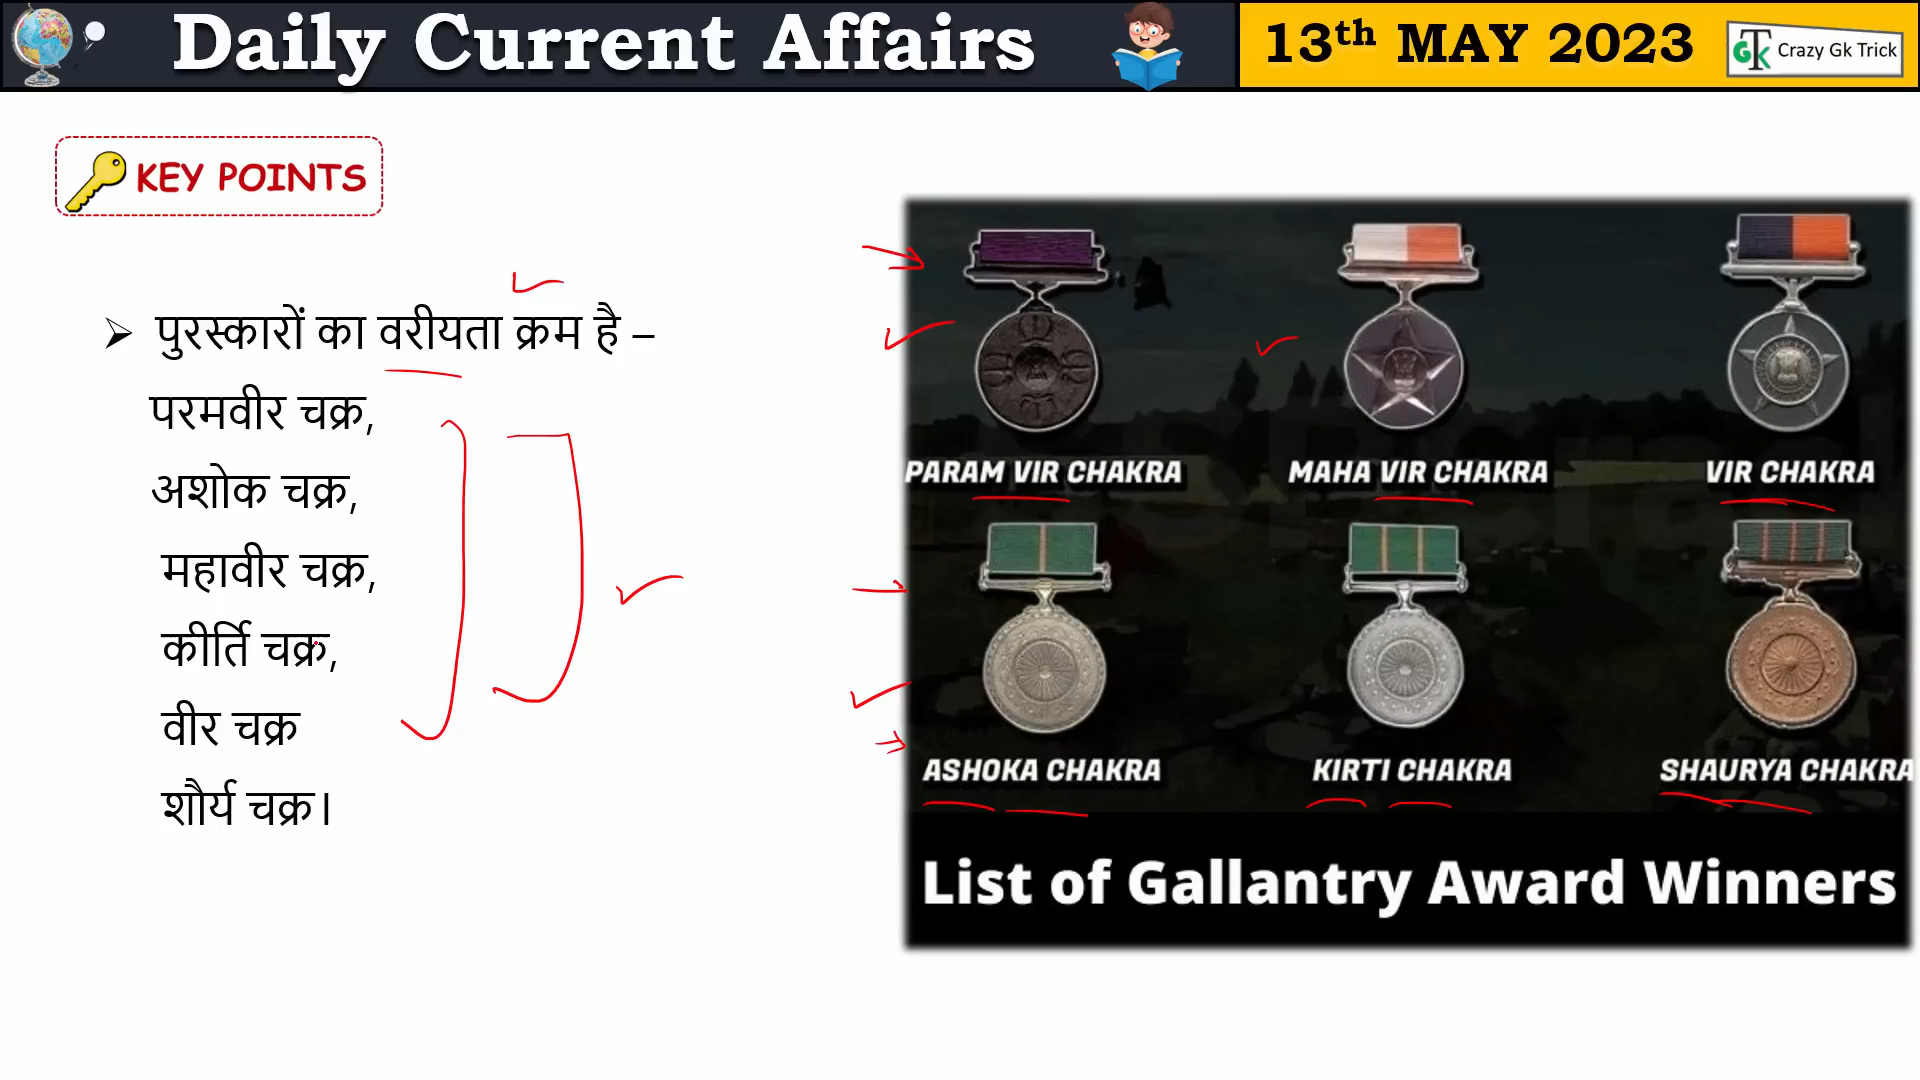 Daily Current Affairs
13th MAY 2023
GTK Crazy Gk Trick
KEY POINTS
➢ पुरस्कारों का वरीयता क्रम है –
परमवीर चक्र,
अशोक चक्र,
महावीर चक्र,
कीर्ति चक्र,
वीर चक्र
शौर्य चक्र।
PARAM VIR CHAKRA
MAHA VIR CHAKRA
VIR CHAKRA
ASHOKA CHAKRA
KIRTI CHAKRA
SHAURYA CHAKRA
List of Gallantry Award Winners